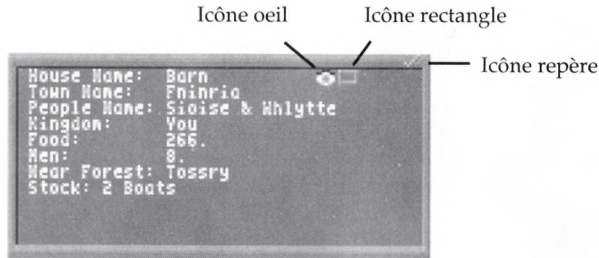 Icône oeil
Icône rectangle
Icône repère
House Name: Barn
Town Name: Fninria
People Name: Sioise & Whlytte
Kingdom: You
Food: 266.
Men: 8.
Near Forest: Tossry
Stock: 2 Boats